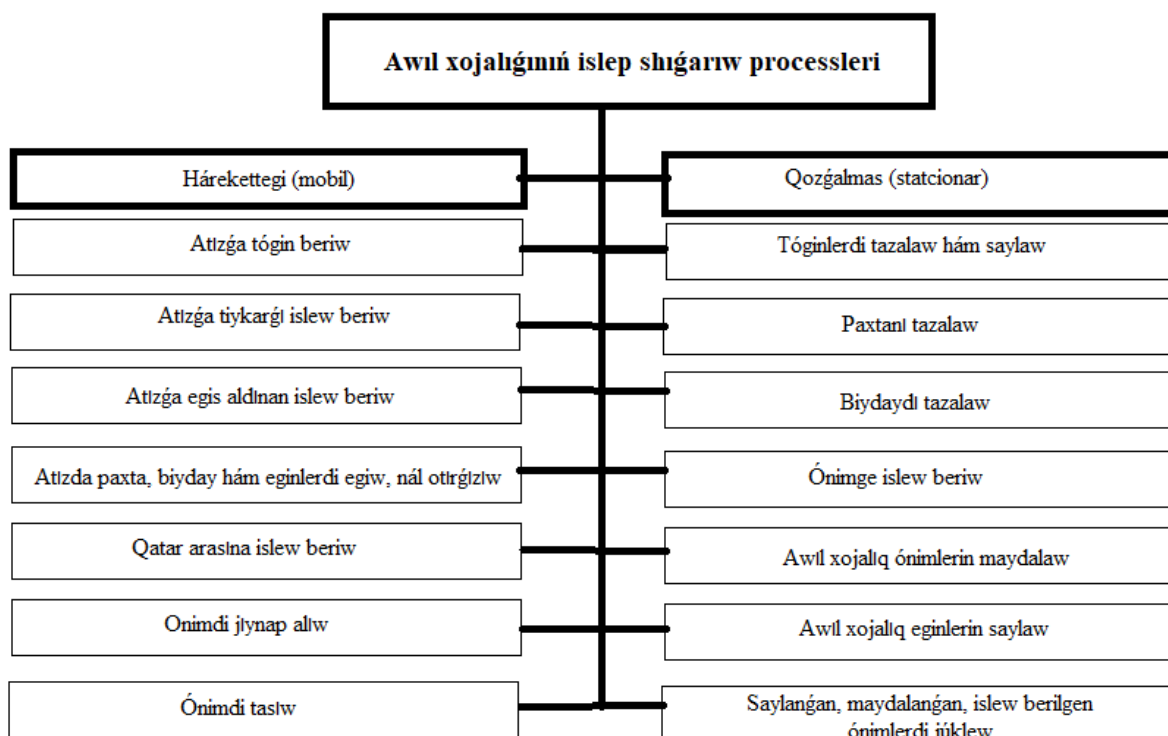 Awıl xojalıǵınıń islep shıǵarıw processleri
Hárekettegi (mobil)
Qozǵalmas (statcionar)
Atızǵa tógin beriw
Tóginlerdi tazalaw hám saylaw
Atızǵa tiykarǵı islew beriw
Paxtanı tazalaw
Atızǵa egis aldınan islew beriw
Biydaydı tazalaw
Atızda paxta, biyday hám eginlerdi egiw, nál otırǵızıw
Ónimge islew beriw
Qatar arasına islew beriw
Awıl xojalıq ónimlerin maydalaw
Onimdi jıynap alıw
Awıl xojalıq eginlerin saylaw
Ónimdi tasıw
Saylanǵan, maydalanǵan, islew berilgen
ónimlerdi júklew